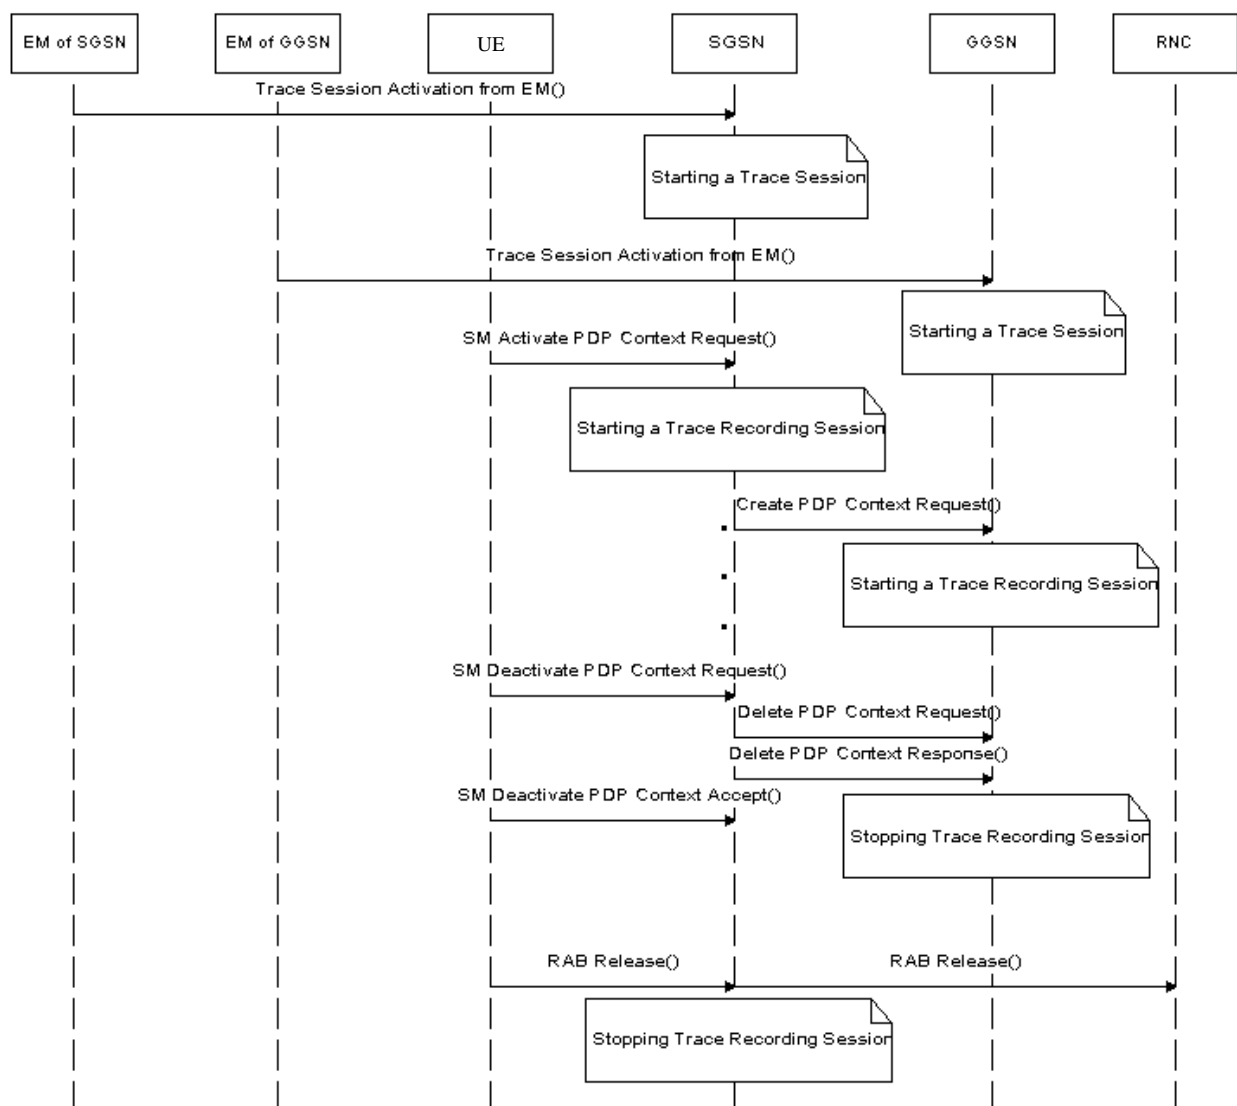 EM of SGSN
EM of GGSN
UE
SGSN
GGSN
RNC
Trace Session Activation from EM()
Starting a Trace Session
Trace Session Activation from EM()
Starting a Trace Session
SM Activate PDP Context Request()
Starting a Trace Recording Session
Create PDP Context Request()
Starting a Trace Recording Session
SM Deactivate PDP Context Request()
Delete PDP Context Request()
Delete PDP Context Response()
SM Deactivate PDP Context Accept()
Stopping Trace Recording Session
RAB Release()
RAB Release()
Stopping Trace Recording Session